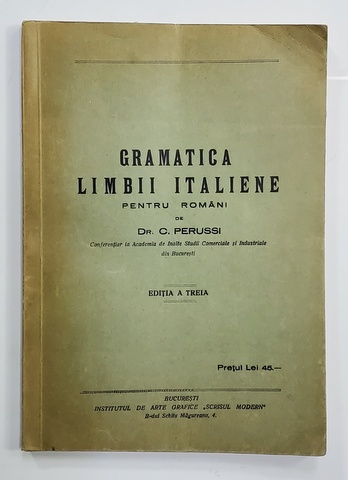 GRAMATICA
LIMBII ITALIENE
PENTRU ROMÂNI
DE
DR. C. PERUSSI
Conferențiar la Academia de Inalte Studii Comerciale și Industriale
din București
EDIȚIA A TREIA
Prețul Lei 45.—
BUCUREȘTI
INSTITUTUL DE ARTE GRAFICE „SCRISUL MODERN"
B-dul Schitu Măgureanu, 4.